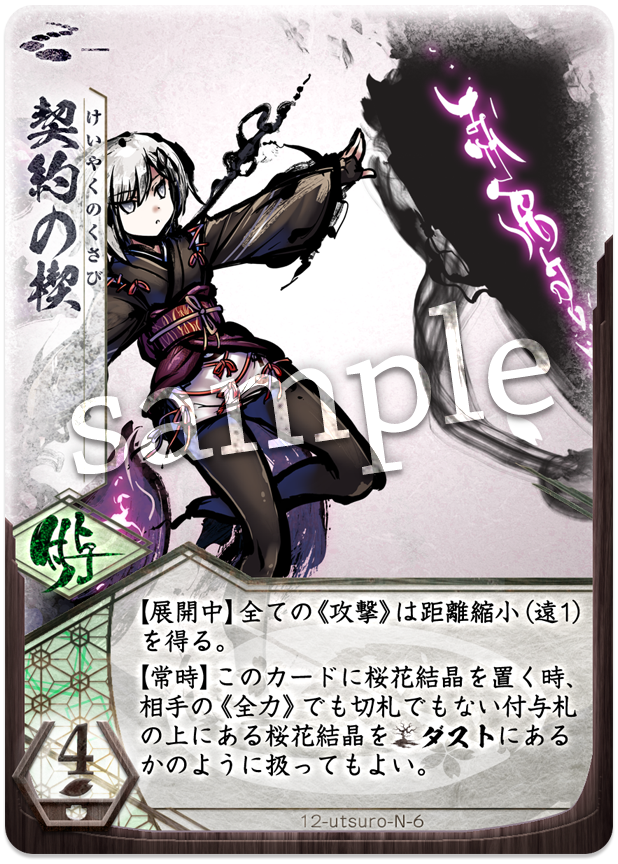 契約の楔
けいやくのくさび
sample
付与
【展開中】全ての《攻撃》は距離縮小（遠1）
を得る。
【常時】このカードに桜花結晶を置く時、
相手の《全力》でも切札でもない付与札
の上にある桜花結晶をダストにある
かのように扱ってもよい。
4
12-utsuro-N-6